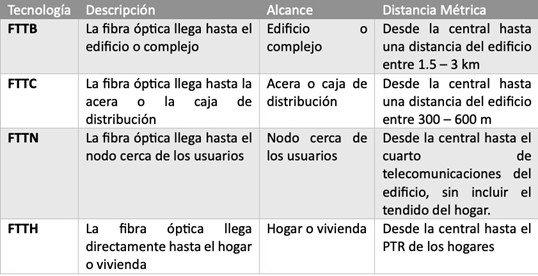 Tecnología Descripción Alcance Distancia Métrica
FTTB La fibra óptica llega hasta el Edificio o Desde la central hasta
edificio o complejo complejo una distancia del edificio
entre 1.5 – 3 km
FTTC La fibra óptica llega hasta la Acera o caja de Desde la central hasta
acera o la caja de distribución una distancia del edificio
distribución entre 300 – 600 m
FTTN La fibra óptica llega hasta el Nodo cerca de Desde la central hasta el
nodo cerca de los usuarios los usuarios cuarto de
telecomunicaciones del
edificio, sin incluir el
tendido del hogar.
FTTH La fibra óptica llega Hogar o vivienda Desde la central hasta el
directamente hasta el hogar PTR de los hogares
o vivienda